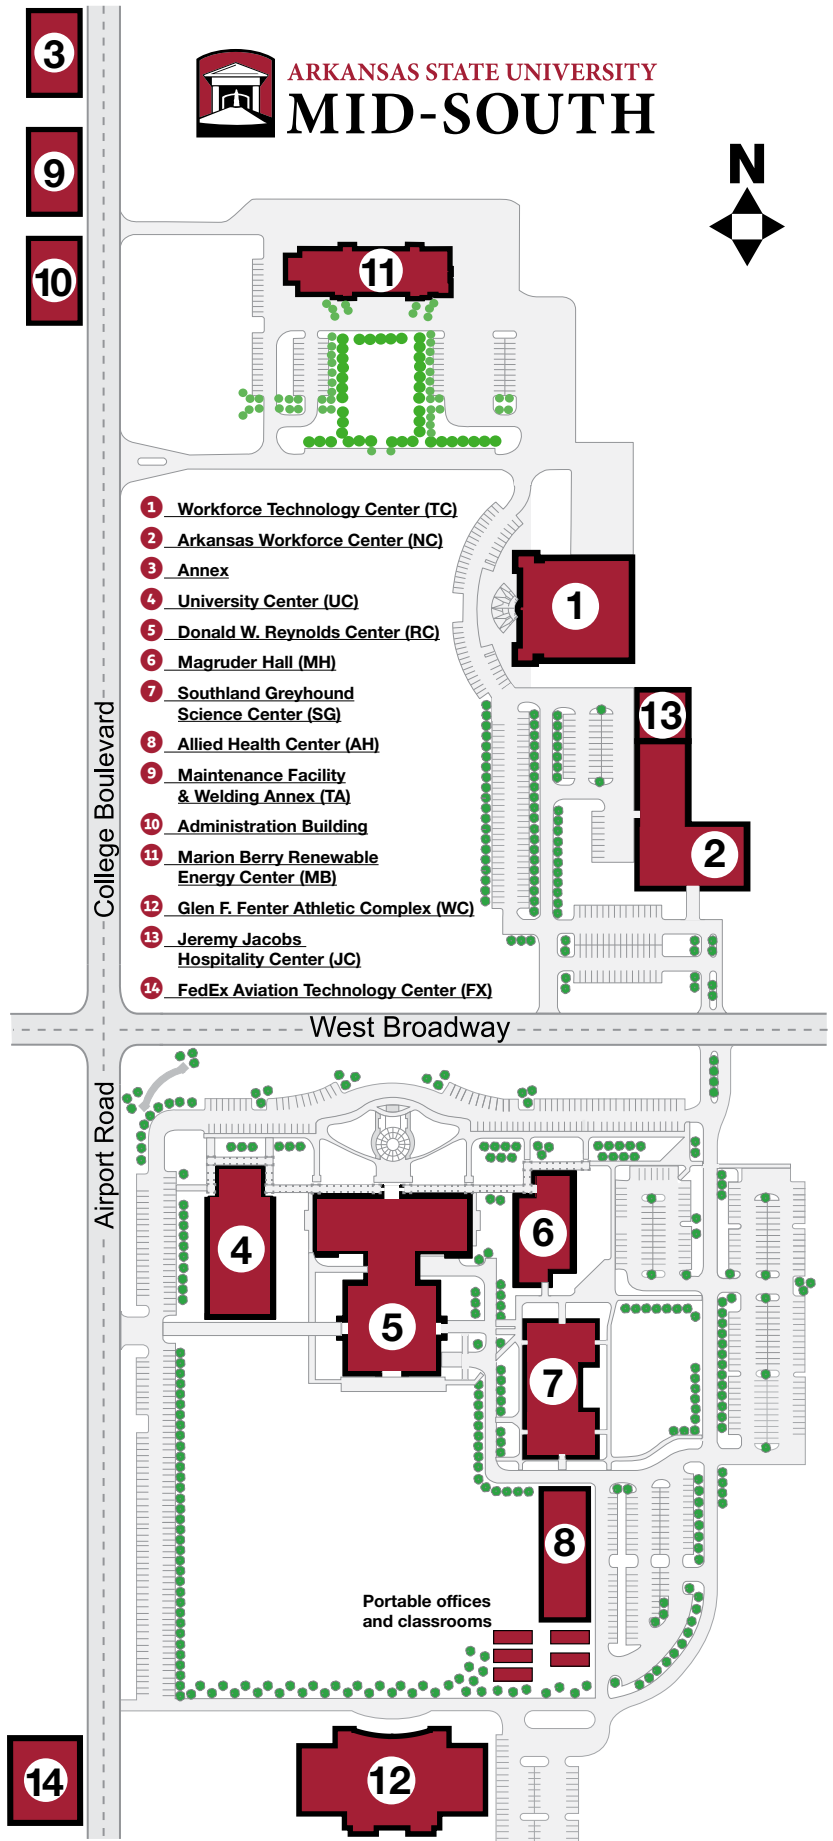 ARKANSAS STATE UNIVERSITY
MID-SOUTH
N
3
9
10
11
1 Workforce Technology Center (TC)
2 Arkansas Workforce Center (NC)
3 Annex
4 University Center (UC)
5 Donald W. Reynolds Center (RC)
6 Magruder Hall (MH)
7 Southland Greyhound
Science Center (SG)
8 Allied Health Center (AH)
9 Maintenance Facility
& Welding Annex (TA)
10 Administration Building
11 Marion Berry Renewable
Energy Center (MB)
12 Glen F. Fenter Athletic Complex (WC)
13 Jeremy Jacobs
Hospitality Center (JC)
14 FedEx Aviation Technology Center (FX)
1
13
2
College Boulevard
West Broadway
Airport Road
4
6
5
7
8
Portable offices
and classrooms
14
12